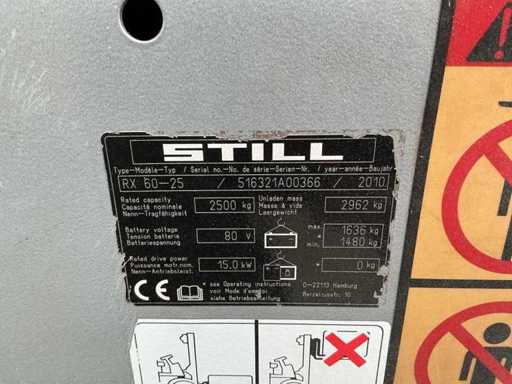 STILL
Type-Modèle-Typ / Serial no.-No. de série-Serien-Nr. / year-année-Baujahr
RX 60-25 / 516321A00366 / 2010
Rated capacity
Capacité nominale
Nenn-Tragfähigkeit
2500 kg
Unladen mass
Masse à vide
Leergewicht
2962 kg
Battery voltage
Tension batterie
Batteriespannung
80 V
max.
*
min.
1636 kg
1480 kg
Rated drive power
Puissance motr.nom.
Nenn-Antriebsleist.
15.0 kW
* 0 kg
CE
* see Operating instructions
voir Mode d'emploi
siehe Betriebsanleitung
D-22113 Hamburg
Berzeliusstr. 10